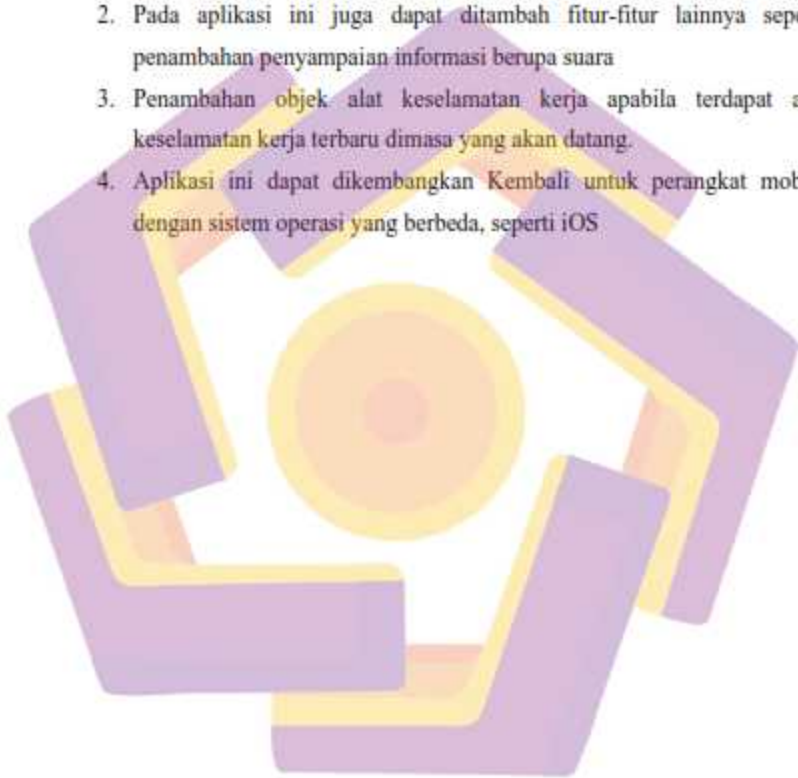 2. Pada aplikasi ini juga dapat ditambah fitur-fitur lainnya
penambahan penyampaian informasi berupa suara
3. Penambahan objek alat keselamatan kerja apabila terdapat
keselamatan kerja terbaru dimasa yang akan datang.
4. Aplikasi ini dapat dikembangkan Kembali untuk perangkat
dengan sistem operasi yang berbeda, seperti iOS